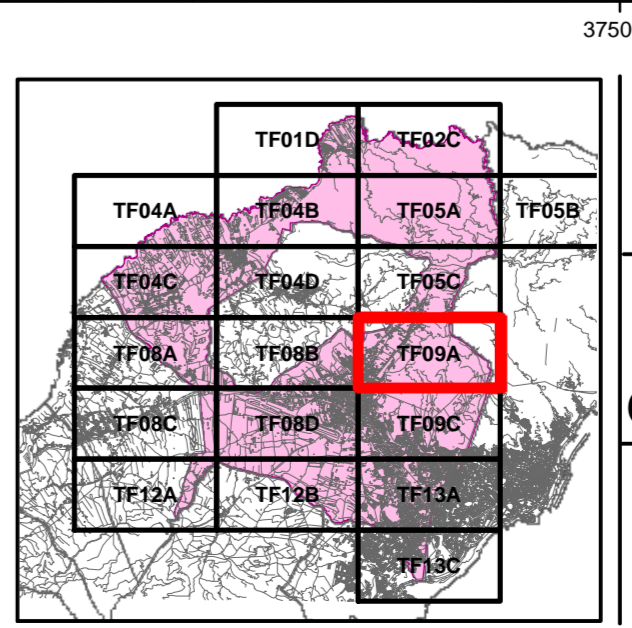 3750
TF01D TF02C
TF04A TF04B TF05A TF05B
TF04C TF04D TF05C
TF08A TF08B TF09A
TF08C TF08D TF09C
TF12A TF12B TF13A
TF13C